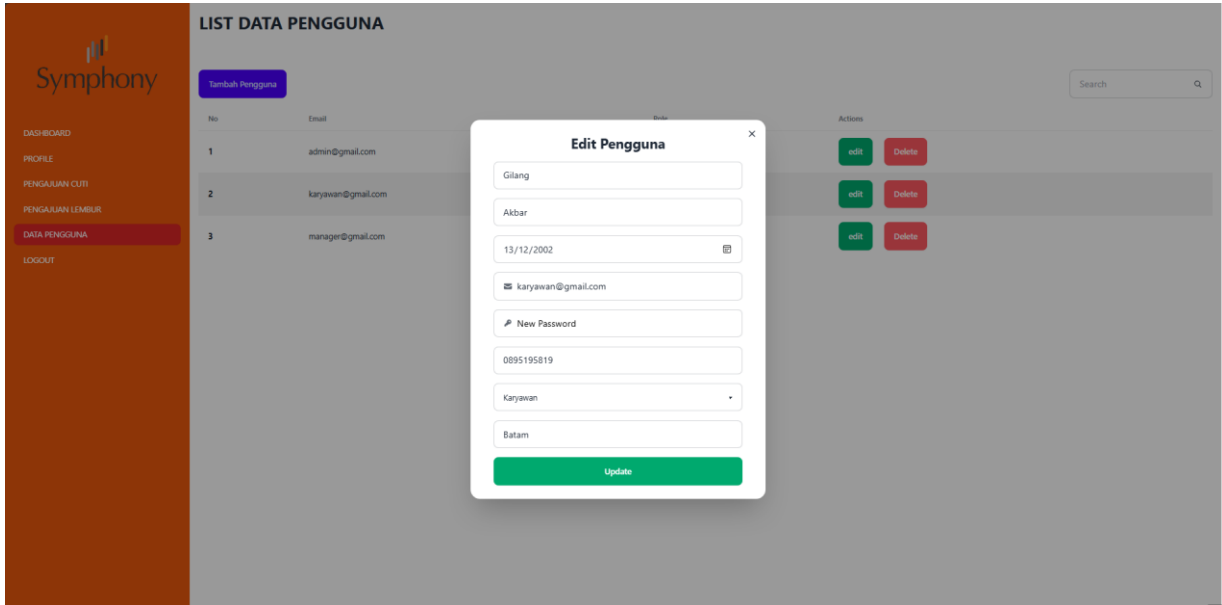 Symphony
DASHBOARD
PROFILE
PENGAJUAN CUTI
PENGAJUAN LEMBUR
DATA PENGGUNA
LOGOUT
LIST DATA PENGGUNA
Tambah Pengguna
Search
No Email Role Actions
1 admin@gmail.com edit Delete
2 karyawan@gmail.com edit Delete
3 manager@gmail.com edit Delete
Edit Pengguna
Gilang
Akbar
13/12/2002
karyawan@gmail.com
New Password
0895195819
Karyawan
Batam
Update